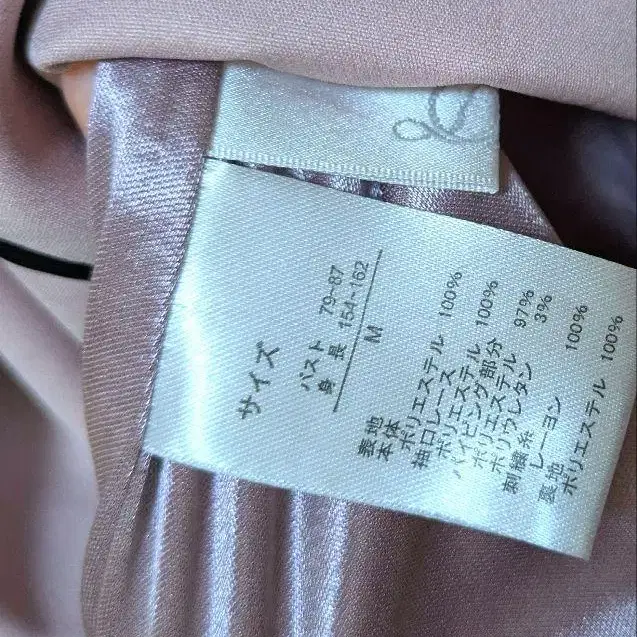 サイズ
バスト 79~87
身 長 154~162
M
表地
本体
ポリエステル 100%
袖口レース
ポリエステル 100%
パイピング部分
ポリエステル 97%
ポリウレタン 3%
刺繍糸
レーヨン 100%
裏地
ポリエステル 100%